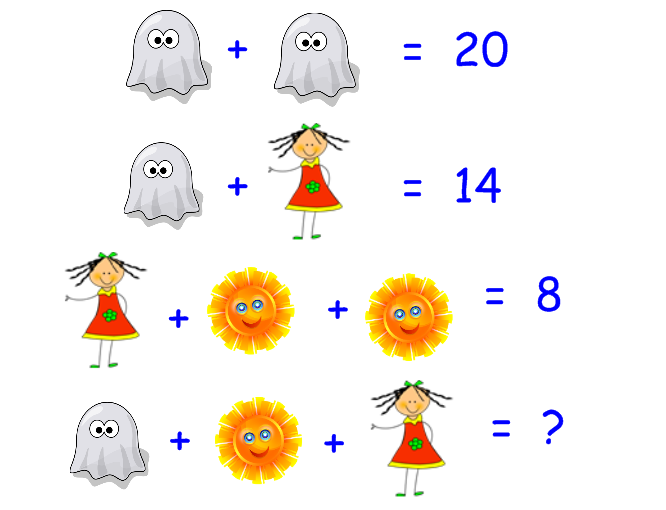 + = 20
+ = 14
+ + = 8
+ + = ?